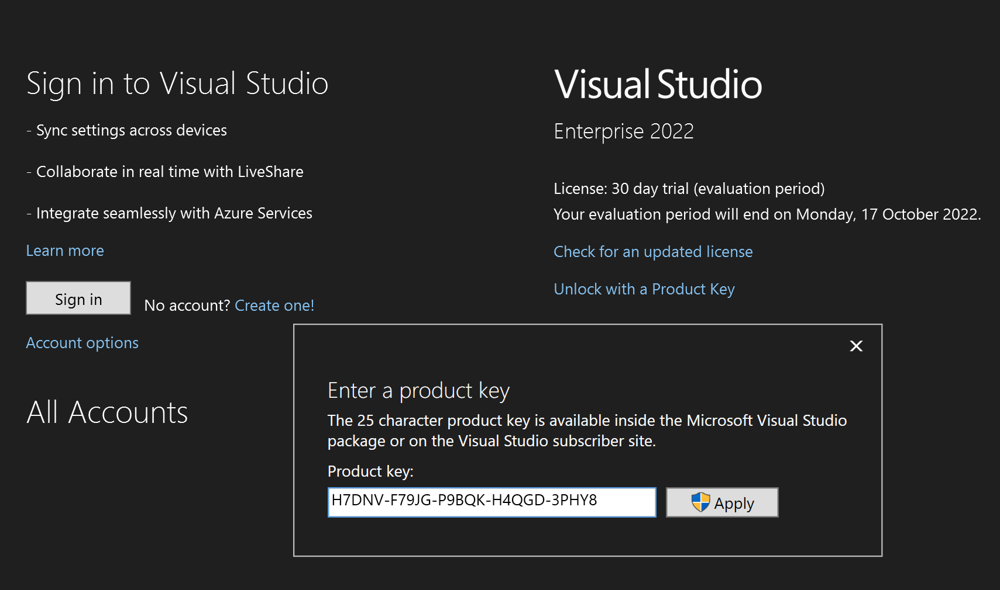 Sign in to Visual Studio
- Sync settings across devices
- Collaborate in real time with LiveShare
- Integrate seamlessly with Azure Services
Learn more
Sign in
No account? Create one!
Account options
All Accounts
Visual Studio
Enterprise 2022
License: 30 day trial (evaluation period)
Your evaluation period will end on Monday, 17 October 2022.
Check for an updated license
Unlock with a Product Key
Enter a product key
The 25 character product key is available inside the Microsoft Visual Studio
package or on the Visual Studio subscriber site.
Product key:
H7DNV-F79JG-P9BQK-H4QGD-3PHY8
Apply